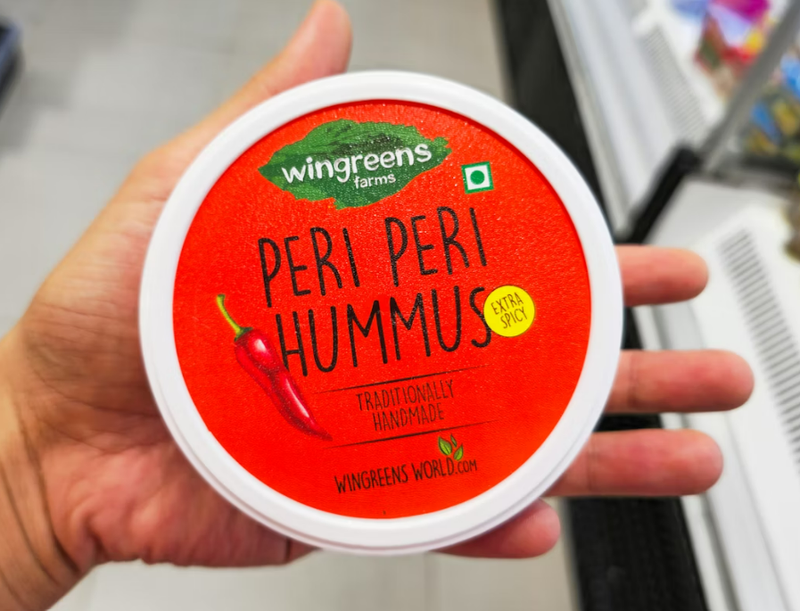 wingreens
farms
PERI PERI
HUMMUS
EXTRA
SPICY
TRADITIONALLY
HANDMADE
WINGREENS WORLD.COM